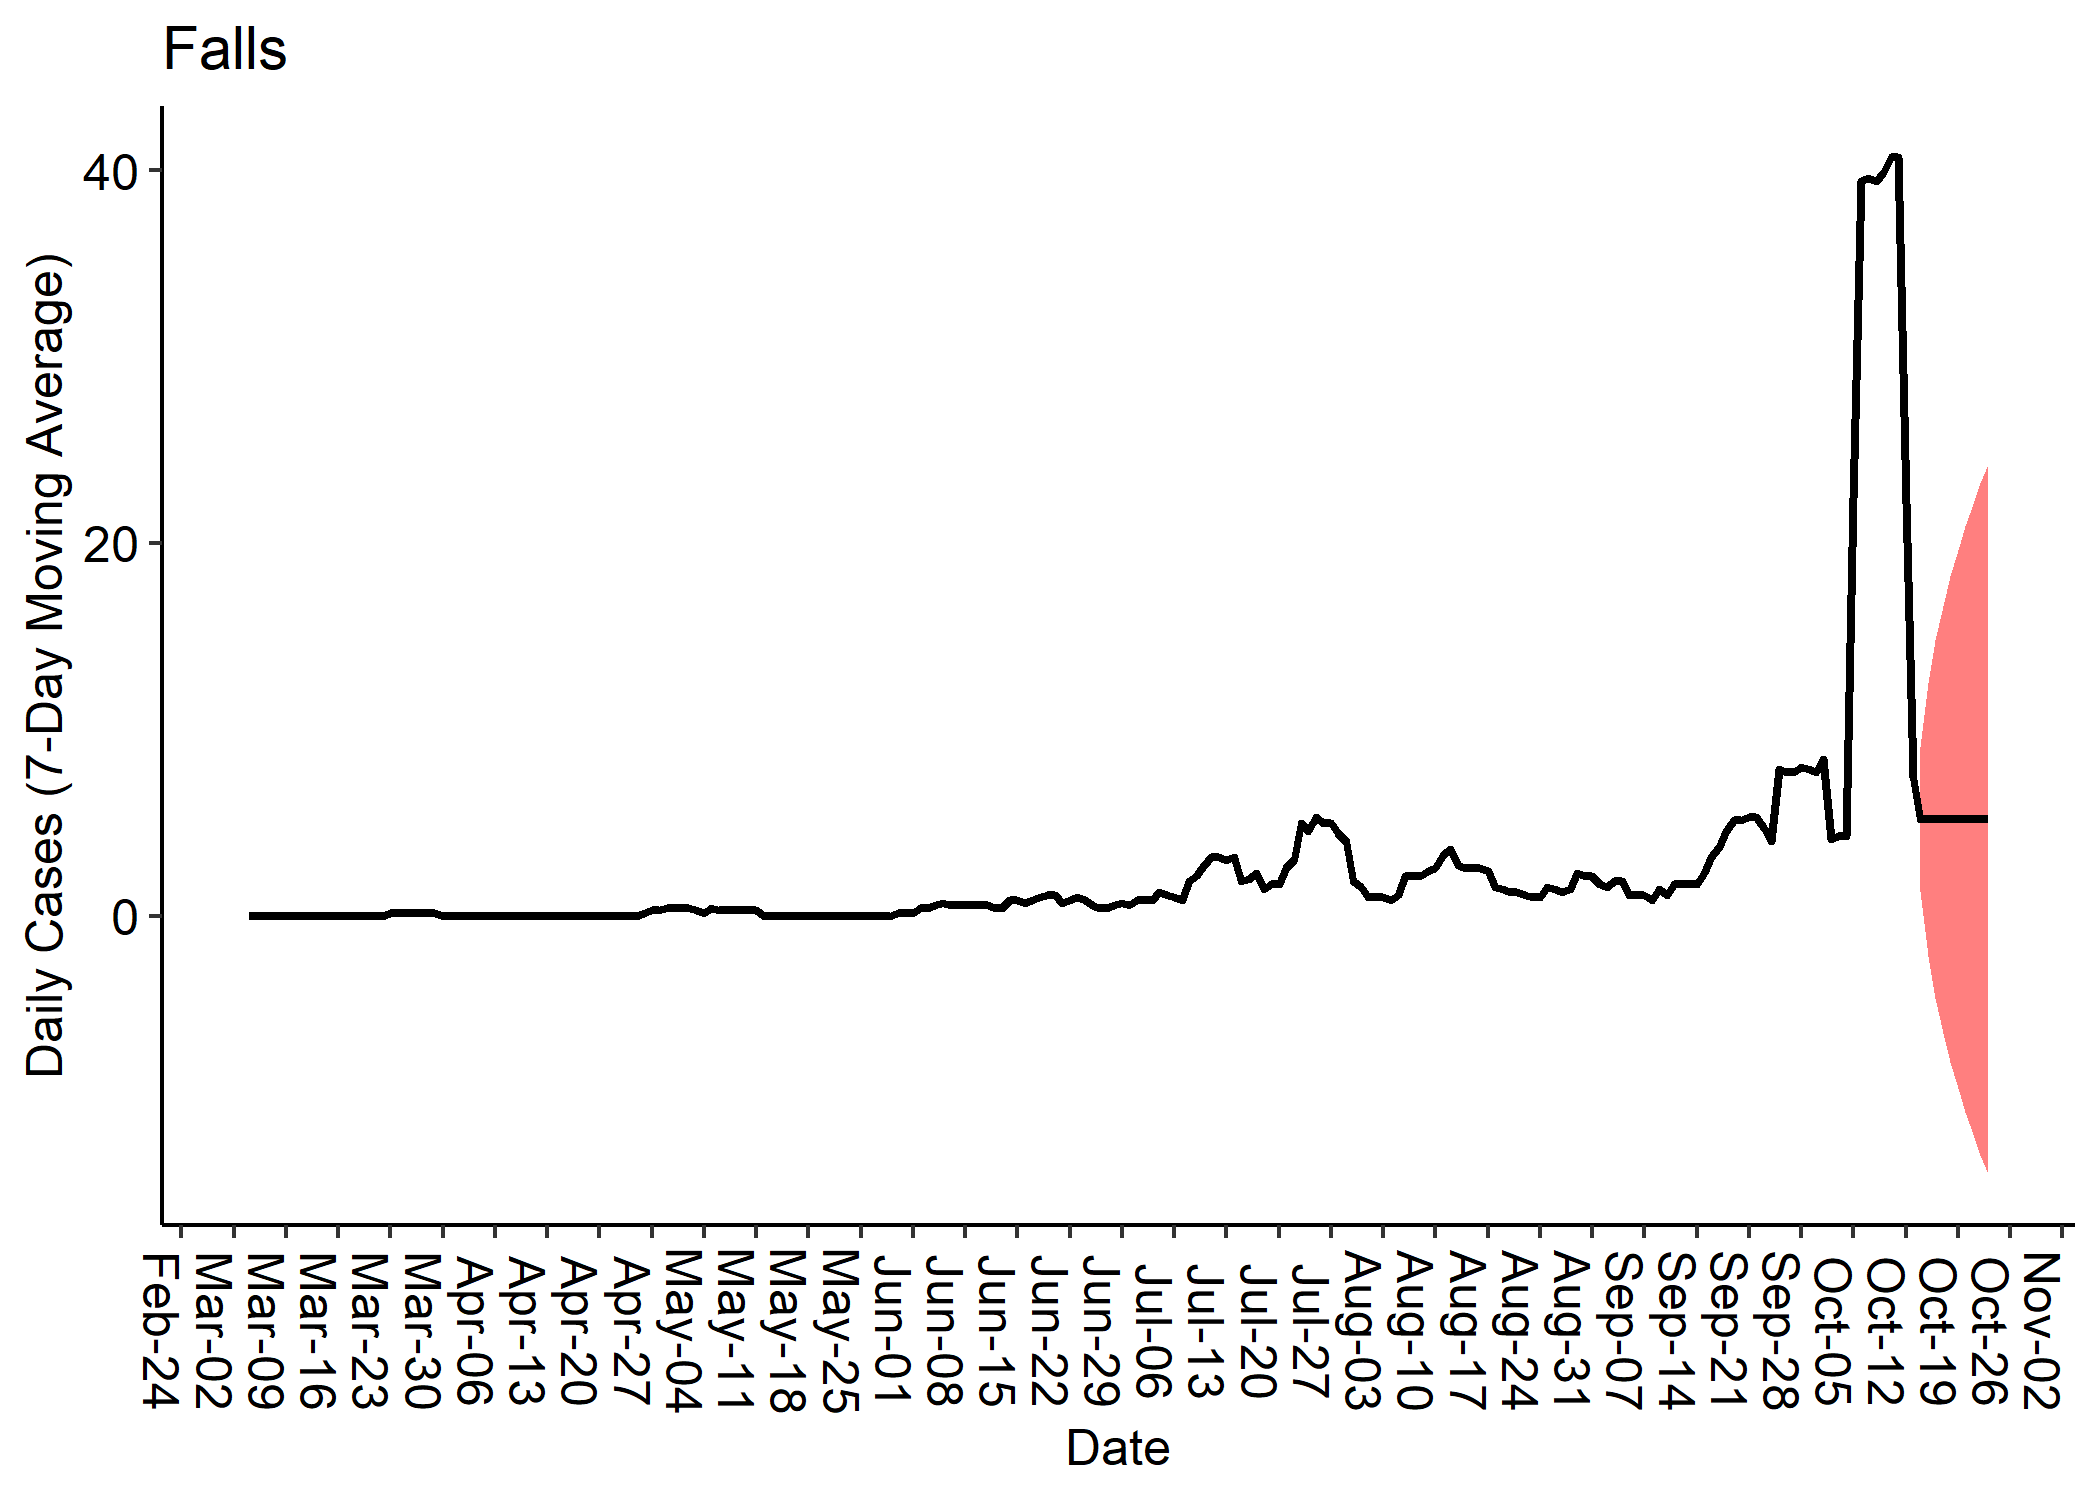 Falls
Daily Cases (7-Day Moving Average)
40
20
0
Feb-24
Mar-02
Mar-09
Mar-16
Mar-23
Mar-30
Apr-06
Apr-13
Apr-20
Apr-27
May-04
May-11
May-18
May-25
Jun-01
Jun-08
Jun-15
Jun-22
Jun-29
Jul-06
Jul-13
Jul-20
Jul-27
Aug-03
Aug-10
Aug-17
Aug-24
Aug-31
Sep-07
Sep-14
Sep-21
Sep-28
Oct-05
Oct-12
Oct-19
Oct-26
Nov-02
Date